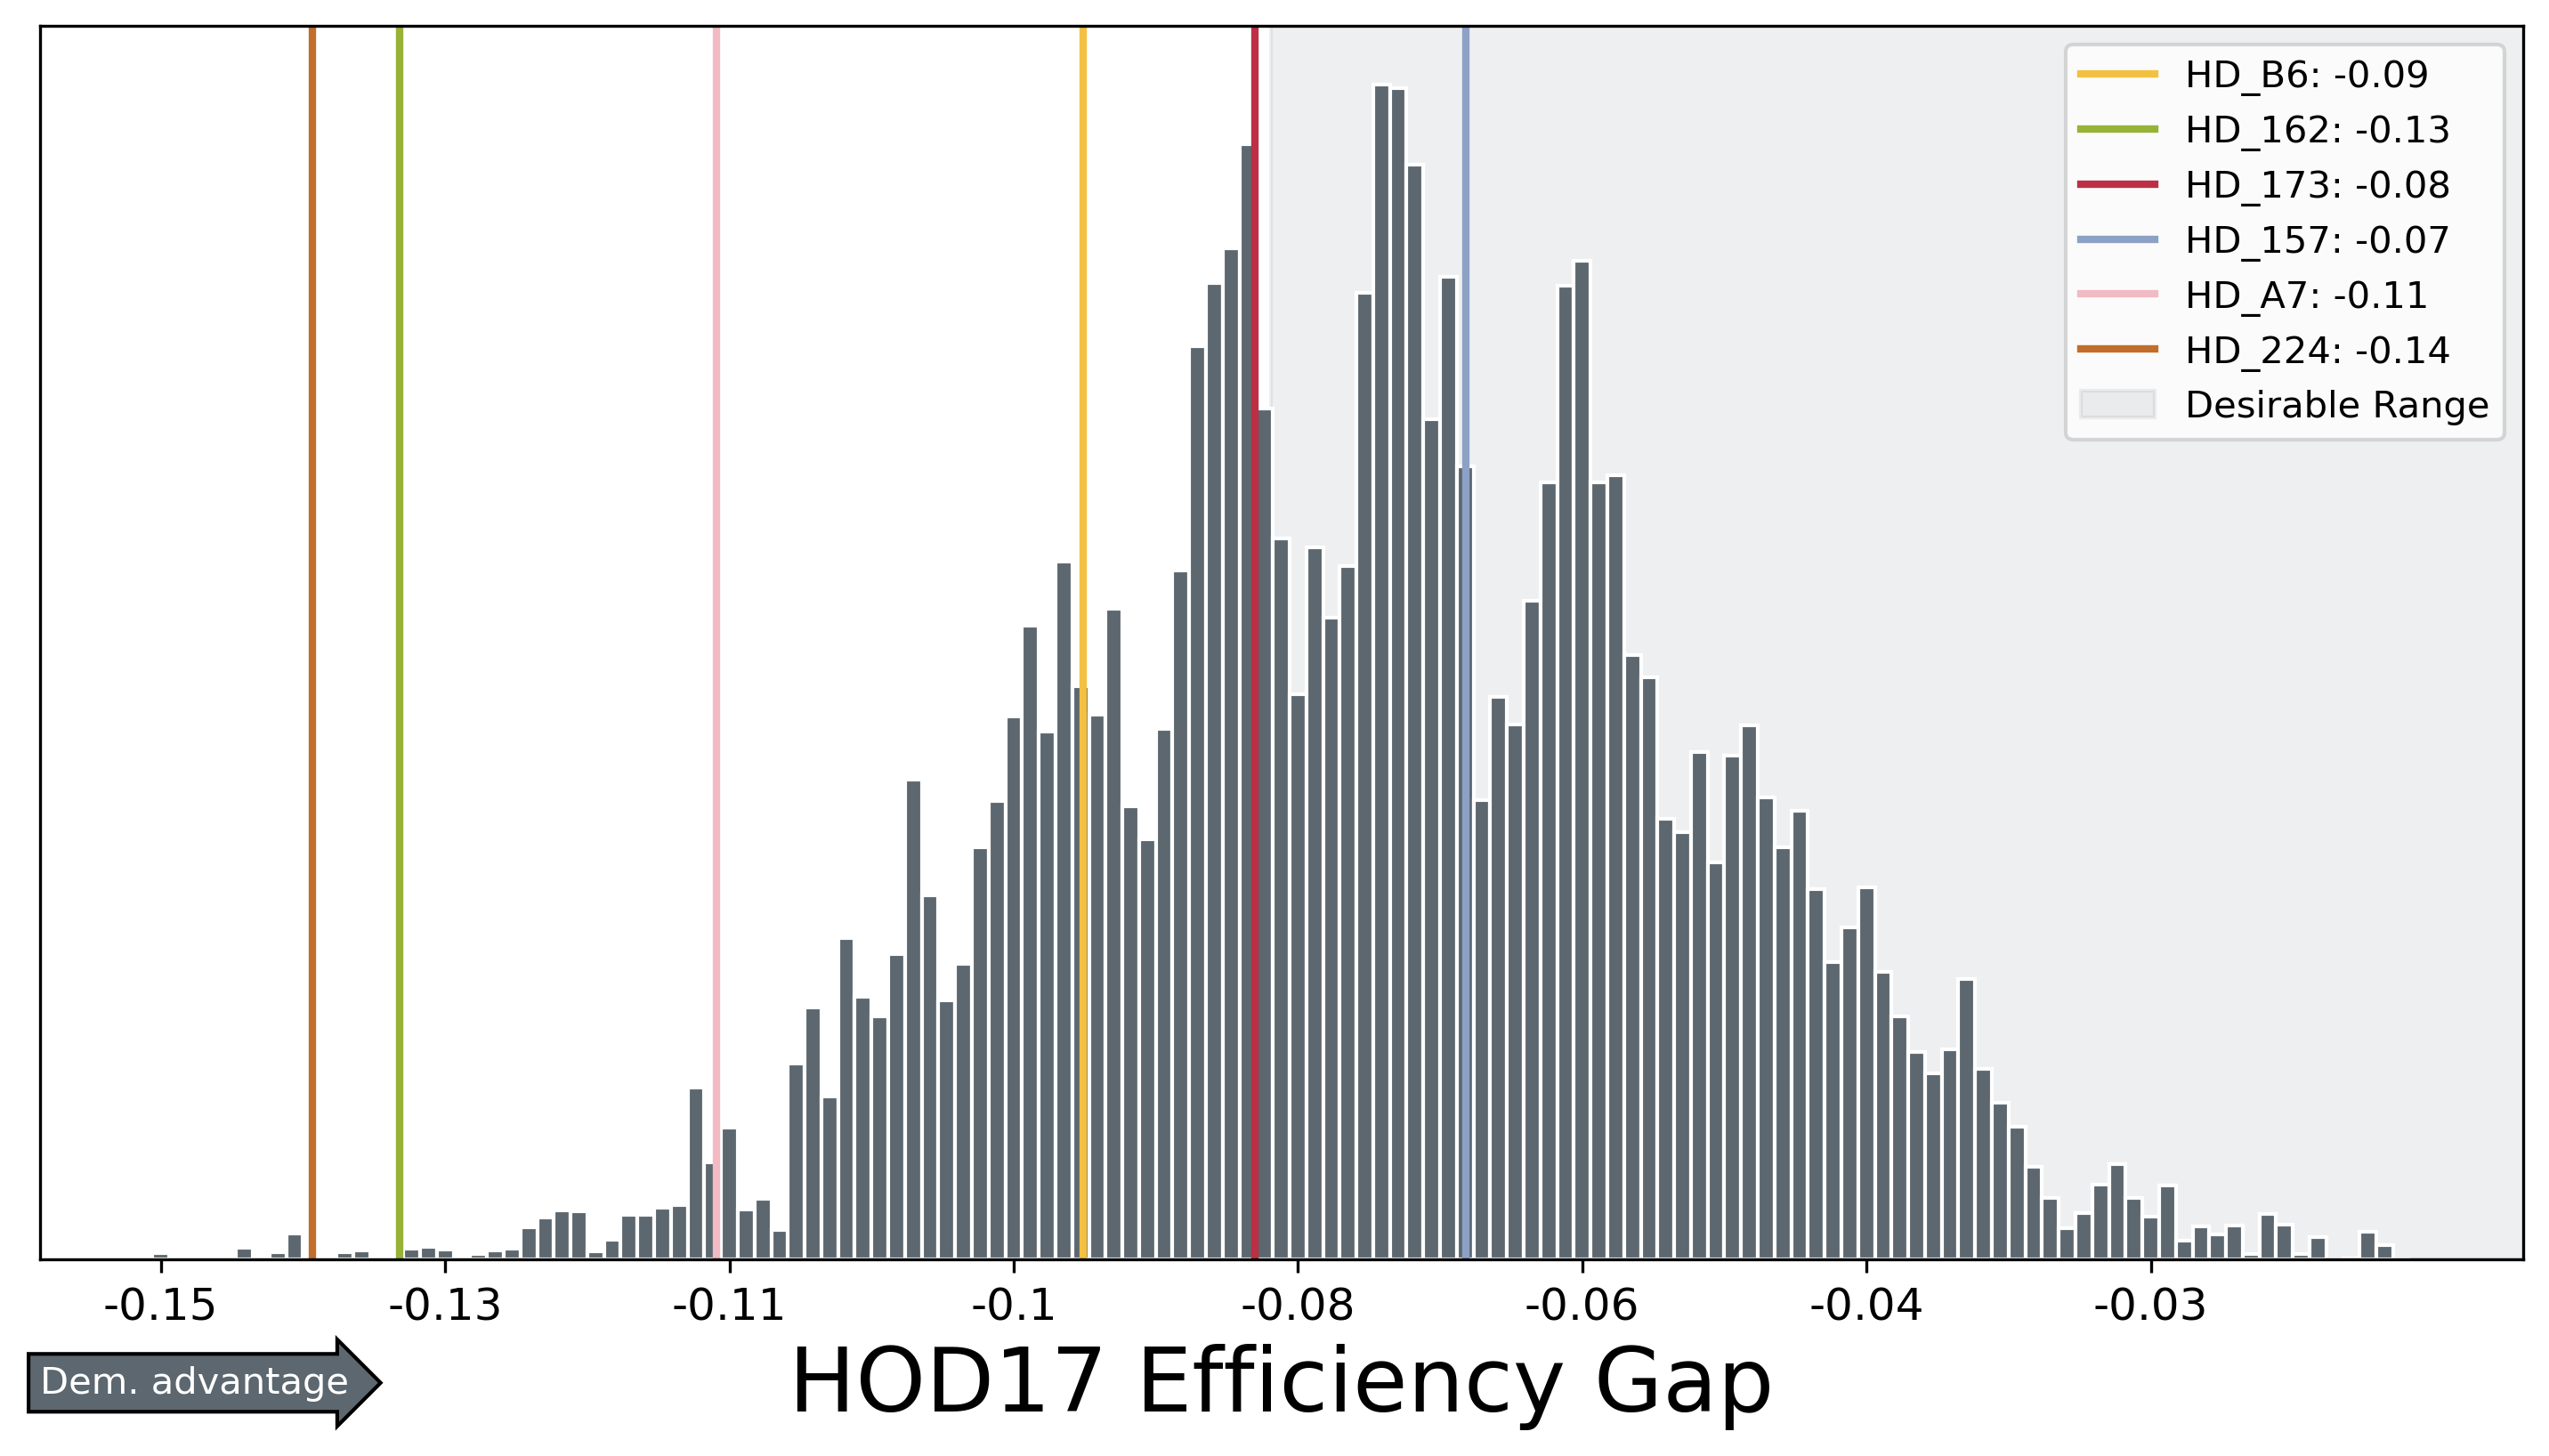 HD_B6: -0.09
HD_162: -0.13
HD_173: -0.08
HD_157: -0.07
HD_A7: -0.11
HD_224: -0.14
Desirable Range
-0.15 -0.13 -0.11 -0.1 -0.08 -0.06 -0.04 -0.03
Dem. advantage
HOD17 Efficiency Gap